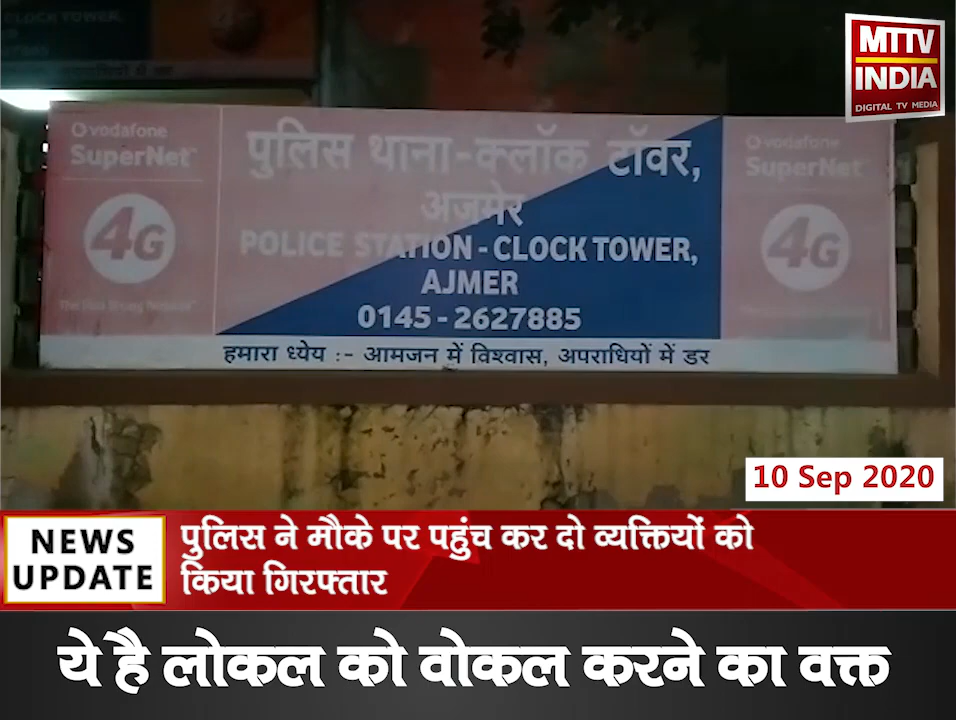 CLOCK TOWER,
MTTV
INDIA
DIGITAL TV MEDIA
vodafone
SuperNet
4G
पुलिस थाना-क्लॉक टॉवर,
अजमेर
POLICE STATION - CLOCK TOWER,
AJMER
0145 - 2627885
vodafone
SuperNet
4G
हमारा ध्येय :- आमजन में विश्वास, अपराधियों में डर
10 Sep 2020
NEWS
UPDATE
पुलिस ने मौके पर पहुंच कर दो व्यक्तियों को
किया गिरफ्तार
ये है लोकल को वोकल करने का वक्त